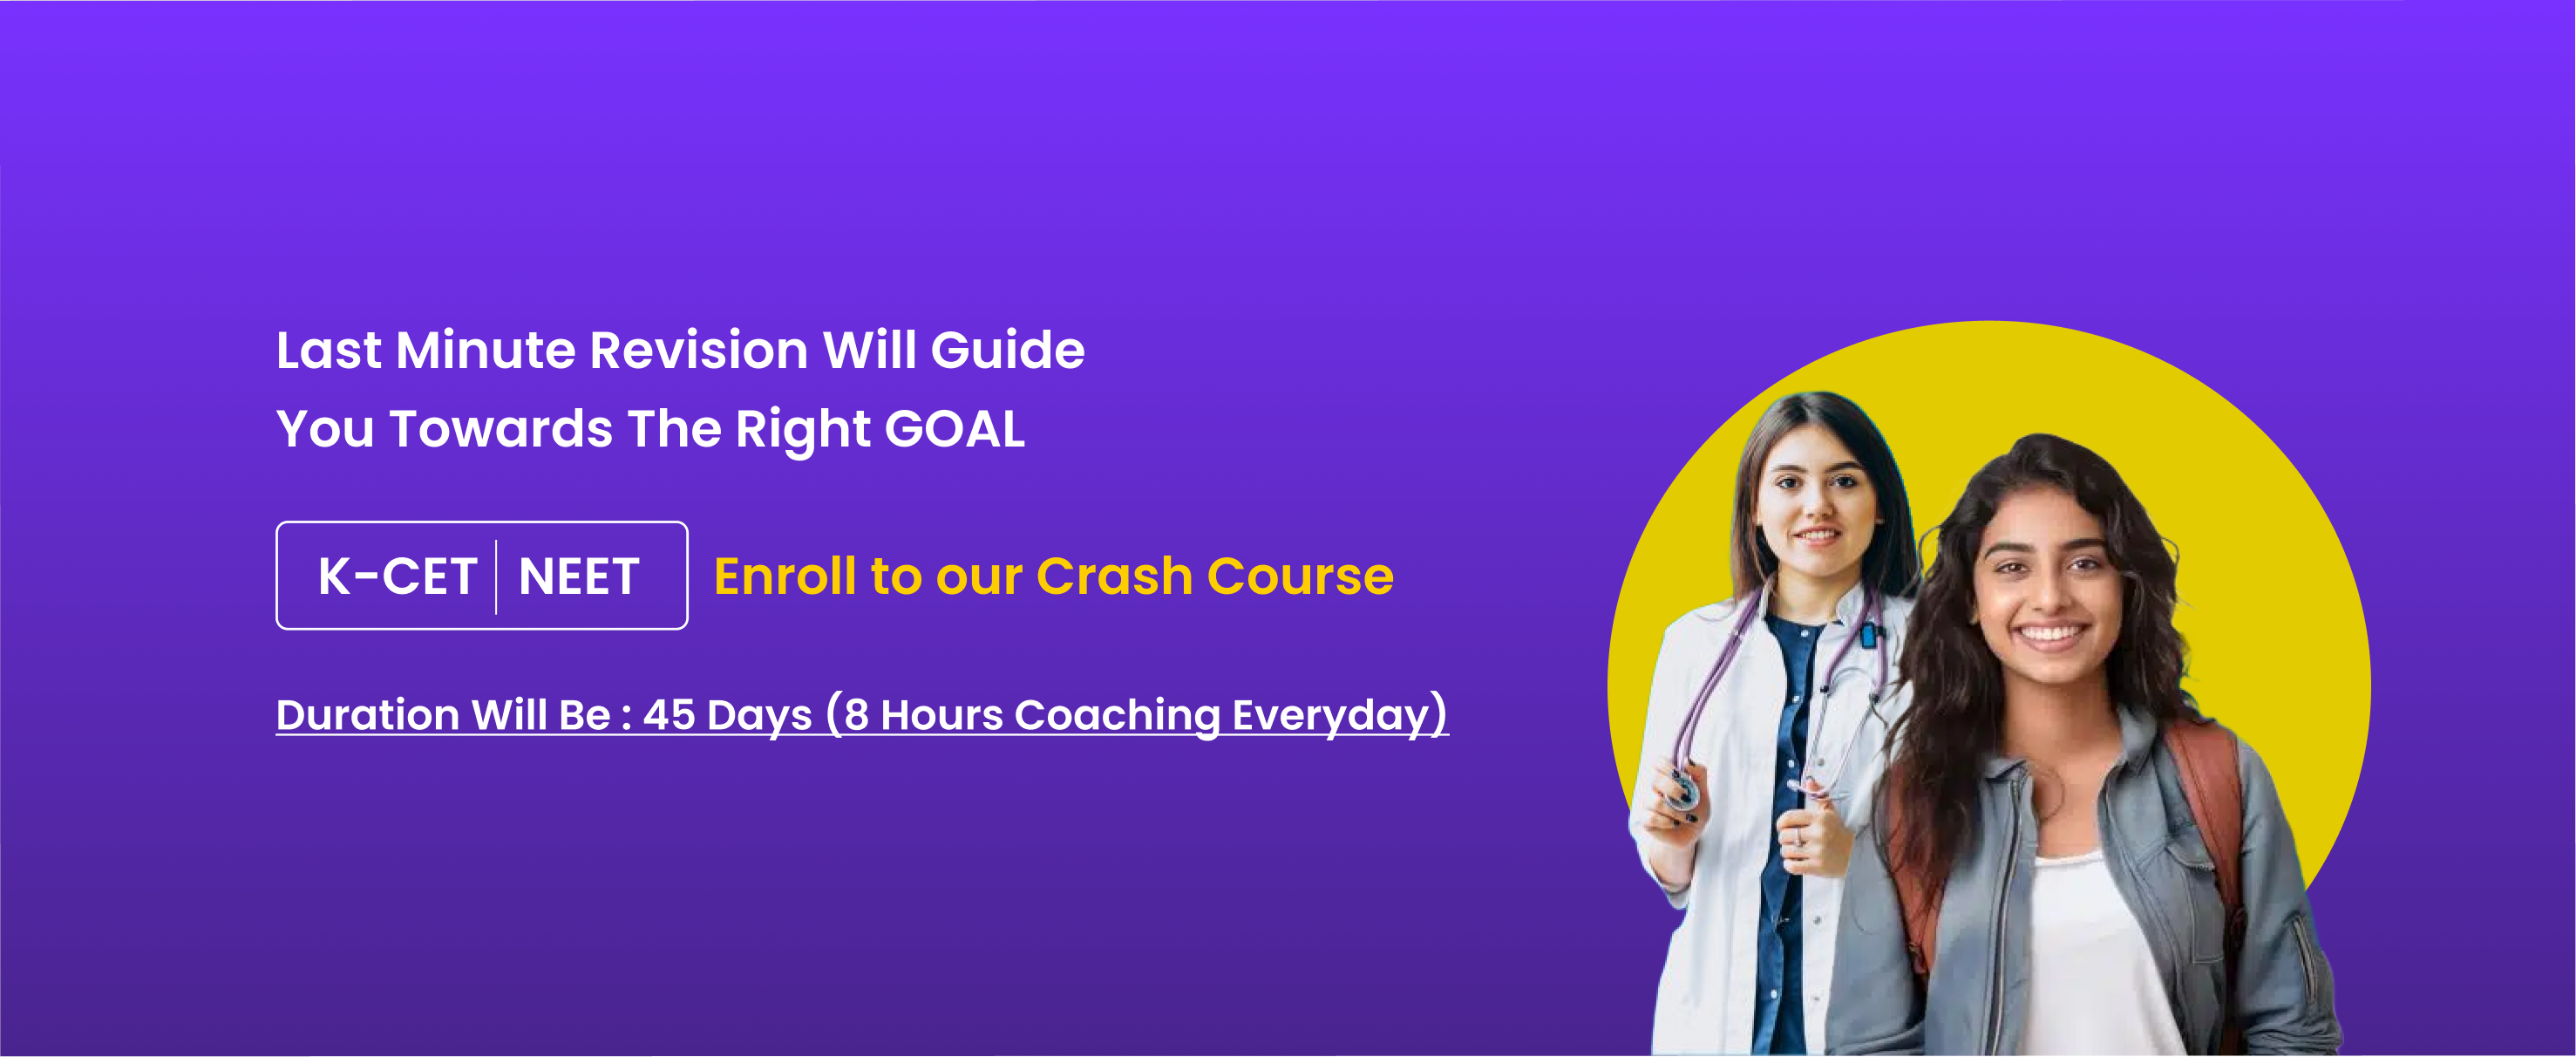 Last Minute Revision Will Guide
You Towards The Right GOAL
K-CET | NEET Enroll to our Crash Course
Duration Will Be : 45 Days (8 Hours Coaching Everyday)